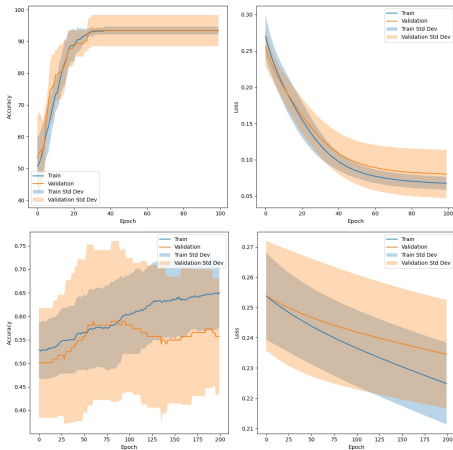 100
90
80
70
60
50
40
Accuracy
Train
Validation
Train Std Dev
Validation Std Dev
0 20 40 60 80 100
Epoch
0.30
0.25
0.20
0.15
0.10
0.05
Loss
Train
Validation
Train Std Dev
Validation Std Dev
0 20 40 60 80 100
Epoch
0.75
0.70
0.65
0.60
0.55
0.50
0.45
0.40
Accuracy
Train
Validation
Train Std Dev
Validation Std Dev
0 25 50 75 100 125 150 175 200
Epoch
0.27
0.26
0.25
0.24
0.23
0.22
0.21
Loss
Train
Validation
Train Std Dev
Validation Std Dev
0 25 50 75 100 125 150 175 200
Epoch